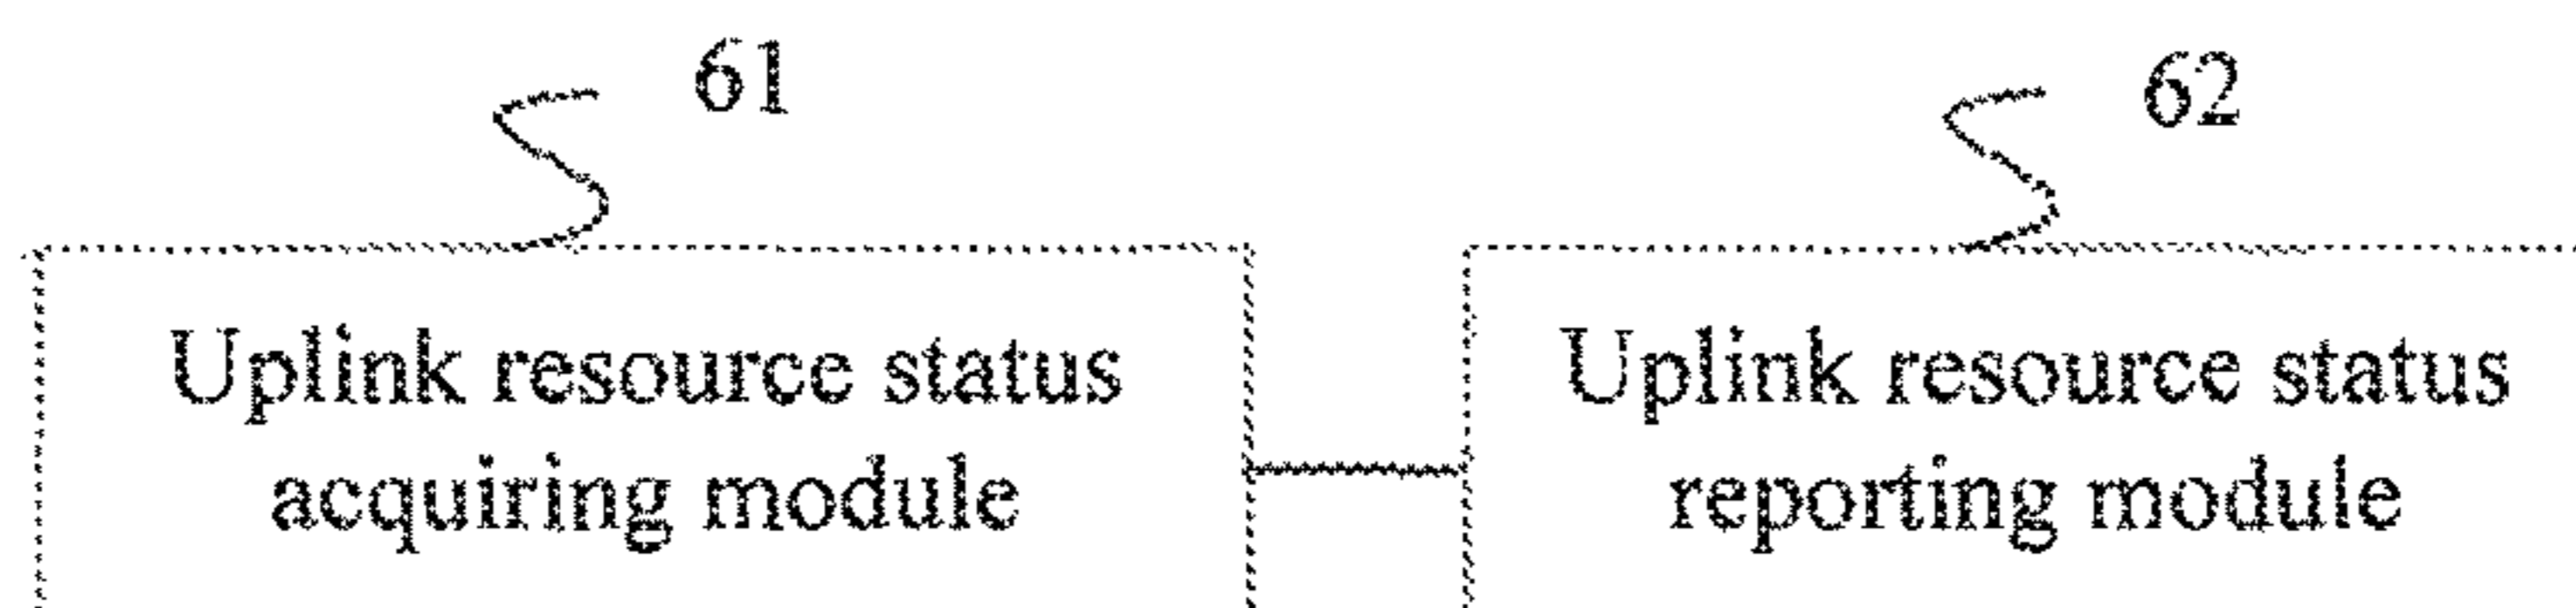 61
62
Uplink resource status
acquiring module
Uplink resource status
reporting module